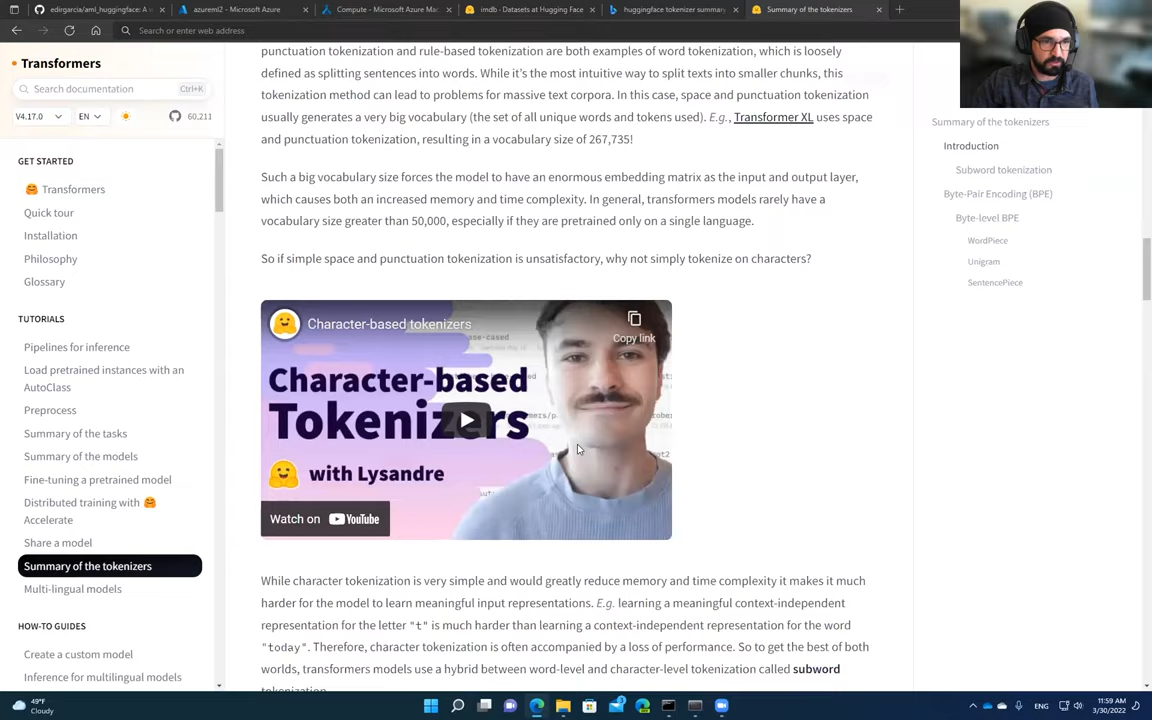 edirgarcia/aml_huggingface: A w
azureml2 - Microsoft Azure
Compute - Microsoft Azure Mac
imdb - Datasets at Hugging Face
huggingface tokenizer summary
Summary of the tokenizers
Search or enter web address
Transformers
Search documentation
Ctrl+K
V4.17.0
EN
60,211
GET STARTED
Transformers
Quick tour
Installation
Philosophy
Glossary
TUTORIALS
Pipelines for inference
Load pretrained instances with an
AutoClass
Preprocess
Summary of the tasks
Summary of the models
Fine-tuning a pretrained model
Distributed training with 🤗
Accelerate
Share a model
Summary of the tokenizers
Multi-lingual models
HOW-TO GUIDES
Create a custom model
Inference for multilingual models
punctuation tokenization and rule-based tokenization are both examples of word tokenization, which is loosely
defined as splitting sentences into words. While it's the most intuitive way to split texts into smaller chunks, this
tokenization method can lead to problems for massive text corpora. In this case, space and punctuation tokenization
usually generates a very big vocabulary (the set of all unique words and tokens used). E.g., Transformer XL uses space
and punctuation tokenization, resulting in a vocabulary size of 267,735!
Such a big vocabulary size forces the model to have an enormous embedding matrix as the input and output layer,
which causes both an increased memory and time complexity. In general, transformers models rarely have a
vocabulary size greater than 50,000, especially if they are pretrained only on a single language.
So if simple space and punctuation tokenization is unsatisfactory, why not simply tokenize on characters?
Character-based tokenizers
Copy link
Character-based
Tokenizers
with Lysandre
Watch on YouTube
While character tokenization is very simple and would greatly reduce memory and time complexity it makes it much
harder for the model to learn meaningful input representations. E.g. learning a meaningful context-independent
representation for the letter "t" is much harder than learning a context-independent representation for the word
"today". Therefore, character tokenization is often accompanied by a loss of performance. So to get the best of both
worlds, transformers models use a hybrid between word-level and character-level tokenization called subword
tokenization.
Summary of the tokenizers
Introduction
Subword tokenization
Byte-Pair Encoding (BPE)
Byte-level BPE
WordPiece
Unigram
SentencePiece
49°F
Cloudy
ENG
11:59 AM
3/30/2022